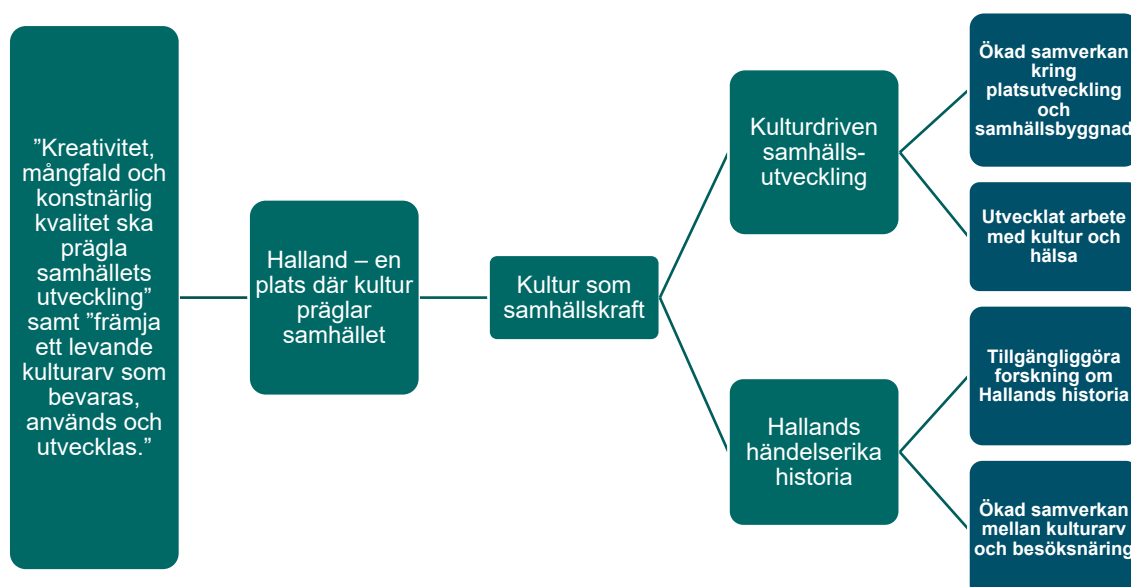 ”Kreativitet,
mångfald och
konstnärlig
kvalitet ska
prägla
samhällets
utveckling”
samt ”främja
ett levande
kulturarv som
bevaras,
används och
utvecklas.”
Halland – en
plats där kultur
präglar
samhället
Kultur som
samhällskraft
Kulturdriven
samhälls-
utveckling
Ökad samverkan
kring
platsutveckling
och
samhällsbyggnad
Utvecklat arbete
med kultur och
hälsa
Hallands
händelserika
historia
Tillgängliggöra
forskning om
Hallands historia
Ökad samverkan
mellan kulturarv
och besöksnäring